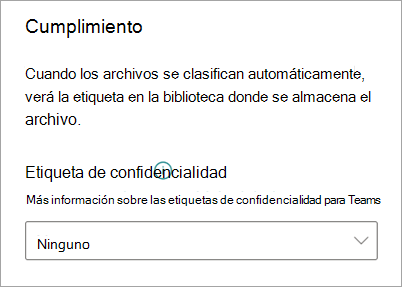 Cumplimiento
Cuando los archivos se clasifican automáticamente,
verá la etiqueta en la biblioteca donde se almacena el
archivo.
Etiqueta de confidencialidad
Más información sobre las etiquetas de confidencialidad para Teams
Ninguno